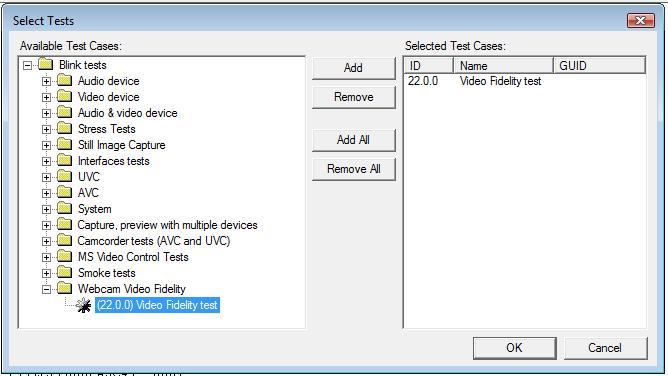 Select Tests
Available Test Cases:
Blink tests
Audio device
Video device
Audio & video device
Stress Tests
Still Image Capture
Interfaces tests
UVC
AVC
System
Capture, preview with multiple devices
Camcorder tests (AVC and UVC)
MS Video Control Tests
Smoke tests
Webcam Video Fidelity
(22.0.0) Video Fidelity test
Add
Remove
Add All
Remove All
Selected Test Cases:
ID Name GUID
22.0.0 Video Fidelity test
OK Cancel